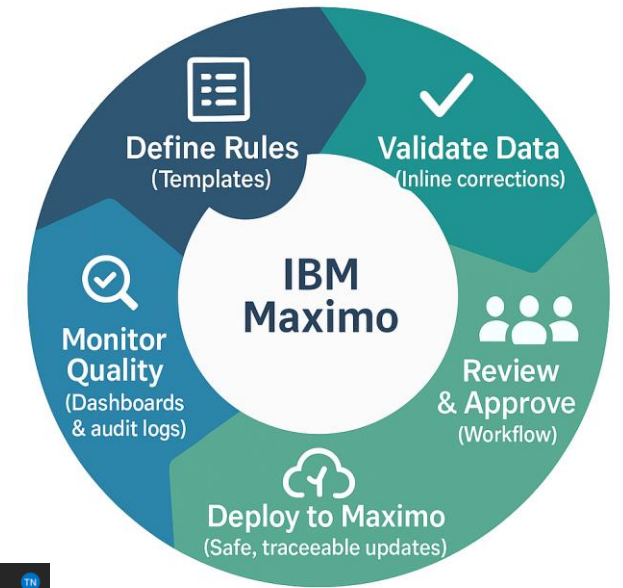 Define Rules
(Templates)
Validate Data
(Inline corrections)
IBM
Maximo
Monitor
Quality
(Dashboards
& audit logs)
Review
& Approve
(Workflow)
Deploy to Maximo
(Safe, traceeable updates)
TN